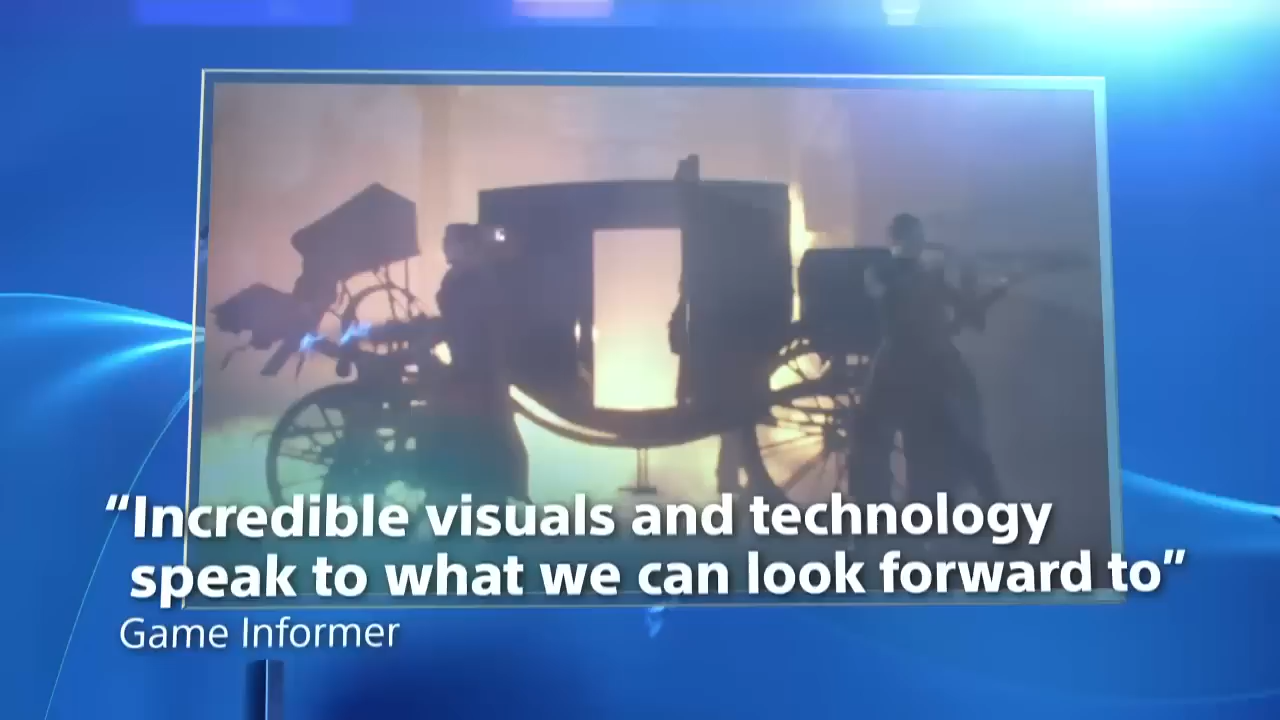 “Incredible visuals and technology
speak to what we can look forward to”
Game Informer